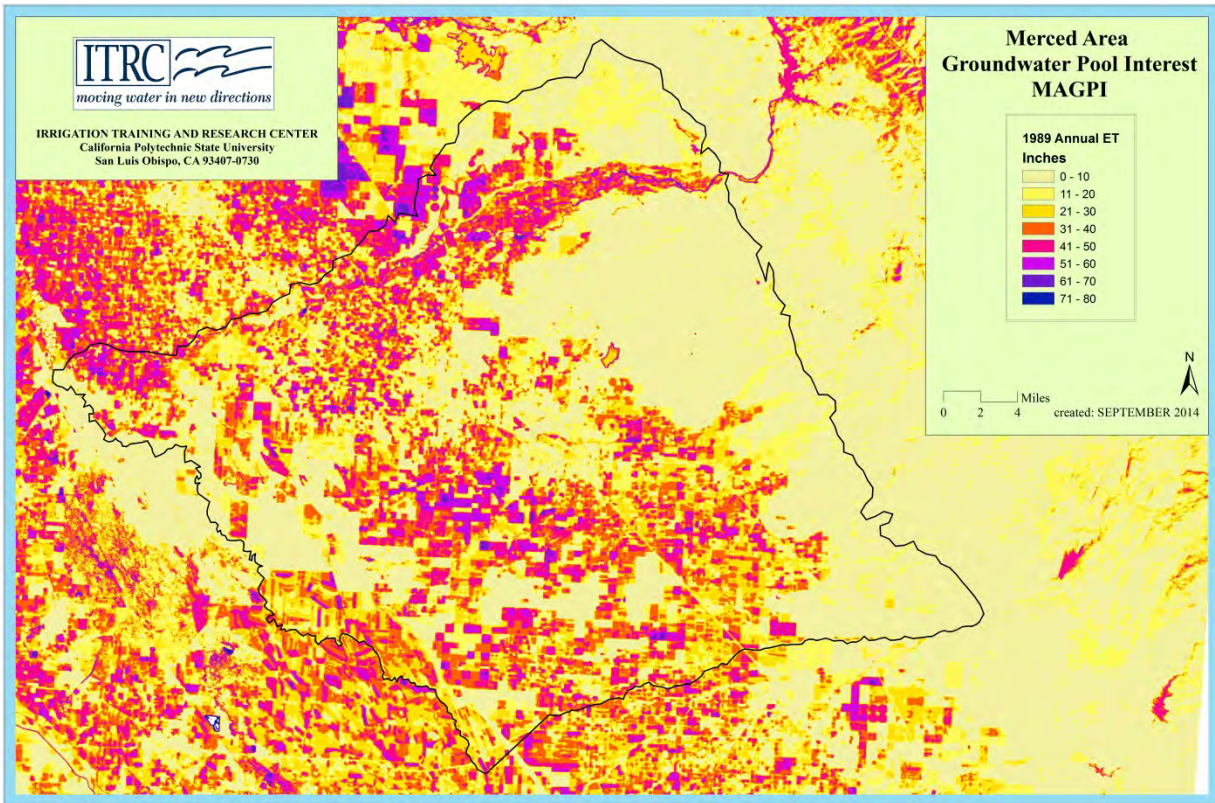 ITRC
moving water in new directions
IRRIGATION TRAINING AND RESEARCH CENTER
California Polytechnic State University
San Luis Obispo, CA 93407-0730
Merced Area
Groundwater Pool Interest
MAGPI
1989 Annual ET
Inches
0 - 10
11 - 20
21 - 30
31 - 40
41 - 50
51 - 60
61 - 70
71 - 80
N
Miles
0 2 4
created: SEPTEMBER 2014